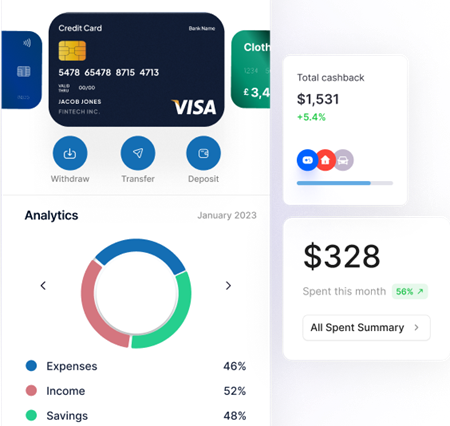 Credit Card
Bank Name
5478 65478 8715 4713
VALID
THRU
00/00
JACOB JONES
FINTECH INC.
VISA
Cloth
1234
£ 3,4
Withdraw
Transfer
Deposit
Analytics
January 2023
Expenses
46%
Income
52%
Savings
48%
Total cashback
$1,531
+5.4%
$328
Spent this month
56%
All Spent Summary